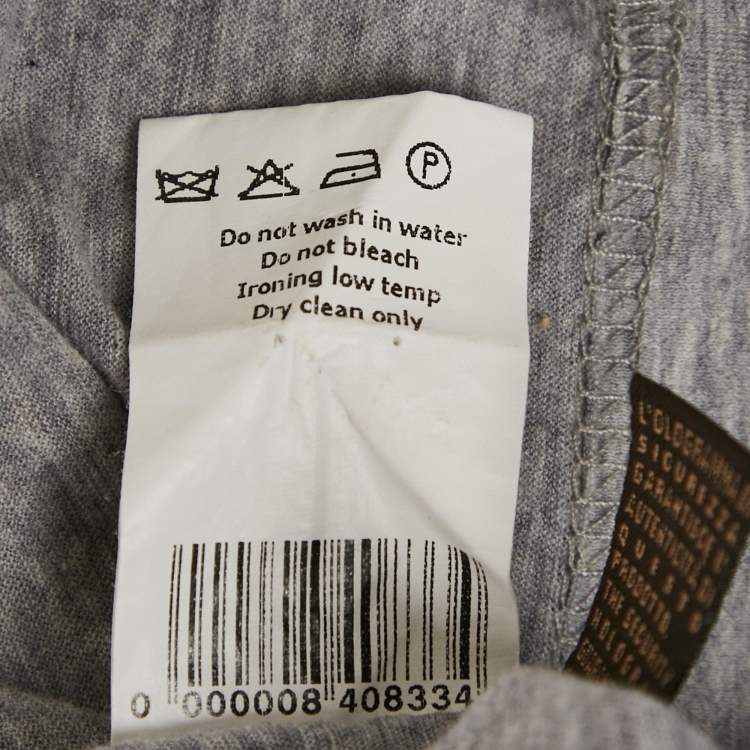 P
Do not wash in water
Do not bleach
Ironing low temp
Dry clean only
0 000008 408334
L'OLOGRAMMA
SICUREZZA
AUTENTICITÀ
QUESTO
PRODOTTO.
THE SECURITY